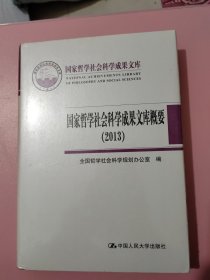 国家哲学社会科学成果文库
NATIONAL ACHIEVEMENTS LIBRARY
OF PHILOSOPHY AND SOCIAL SCIENCES
国家哲学社会科学成果文库概要
(2013)
全国哲学社会科学规划办公室 编
中国人民大学出版社